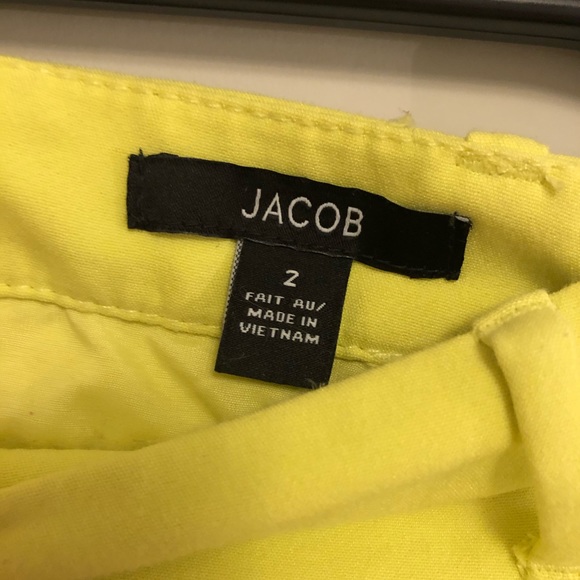 JACOB
2
FAIT AU/
MADE IN
VIETNAM